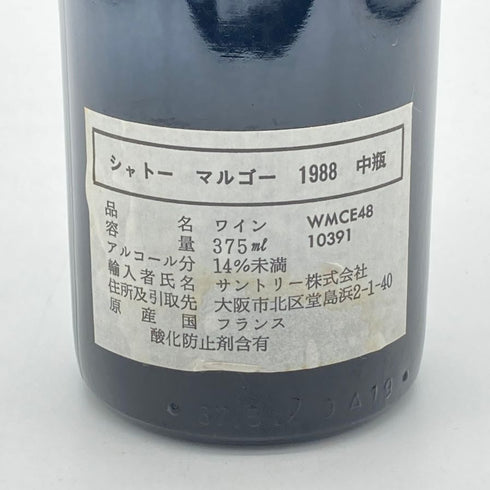 シャトー マルゴー 1988 中瓶
品名 ワイン WMCE48
容量 375ml 10391
アルコール分 14%未満
輸入者氏名 サントリー株式会社
住所及引取先 大阪市北区堂島浜2-1-40
原産国 フランス
酸化防止剤含有